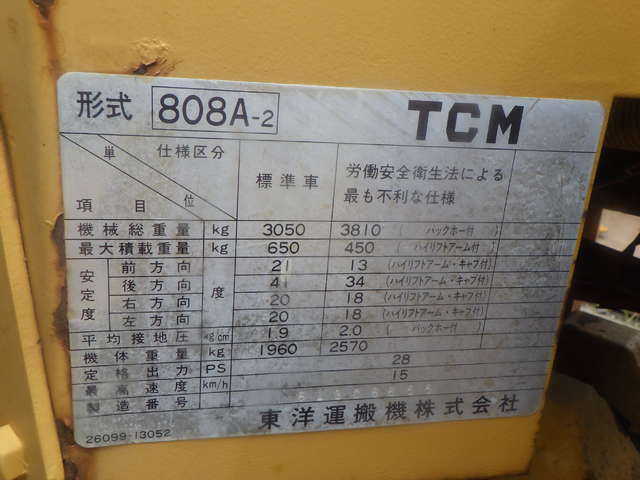 形式 808A-2 TCM
単位 仕様区分 項目 標準車 労働安全衛生法による
最も不利な仕様
機械総重量 kg 3050 3810 (バックホー付)
最大積載重量 kg 650 450 (ハイリフトアーム付)
安定度 前方向 度 21 13 (ハイリフトアーム・キャブ付)
後方向 41 34 (ハイリフトアーム・キャブ付)
右方向 20 18 (ハイリフトアーム・キャブ付)
左方向 20 18 (ハイリフトアーム・キャブ付)
平均接地圧 kg/cm 1.9 2.0 (バックホー付)
機体重量 kg 1960 2570
定格出力 PS 28
最高速度 km/h 15
製造番号
26099-13052 東洋運搬機株式会社